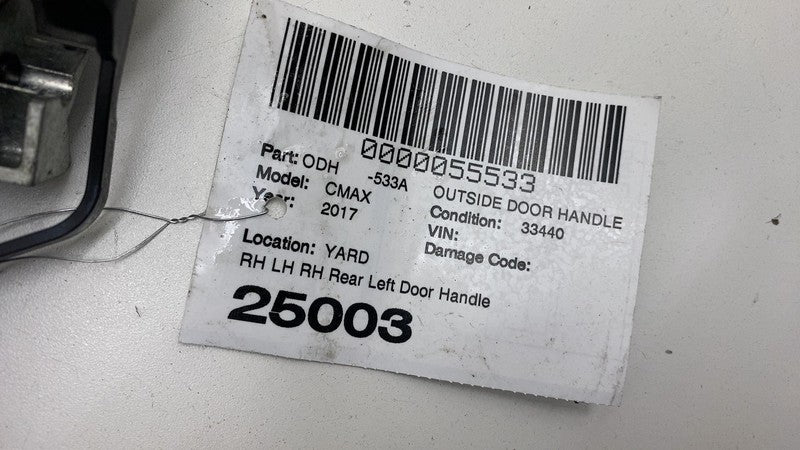 0000055533
Part: ODH -533A OUTSIDE DOOR HANDLE
Model: CMAX Condition: 33440
Year: 2017 VIN:
Damage Code:
Location: YARD
RH LH RH Rear Left Door Handle
25003